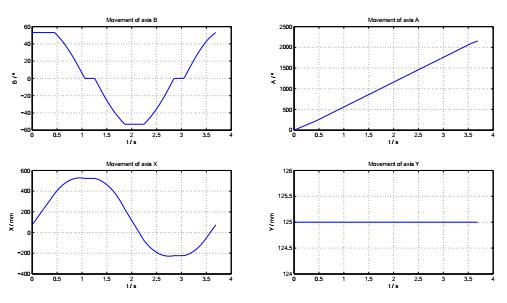 Movement of axis B
60
40
20
0
−20
−40
−60
0 0.5 1 1.5 2 2.5 3 3.5 4
B / °
t / s
Movement of axis A
2500
2000
1500
1000
500
0
0 0.5 1 1.5 2 2.5 3 3.5 4
A / °
t / s
Movement of axis X
600
400
200
0
−200
−400
0 0.5 1 1.5 2 2.5 3 3.5 4
X / mm
t / s
Movement of axis Y
126
125.5
125
124.5
124
0 0.5 1 1.5 2 2.5 3 3.5 4
Y / mm
t / s